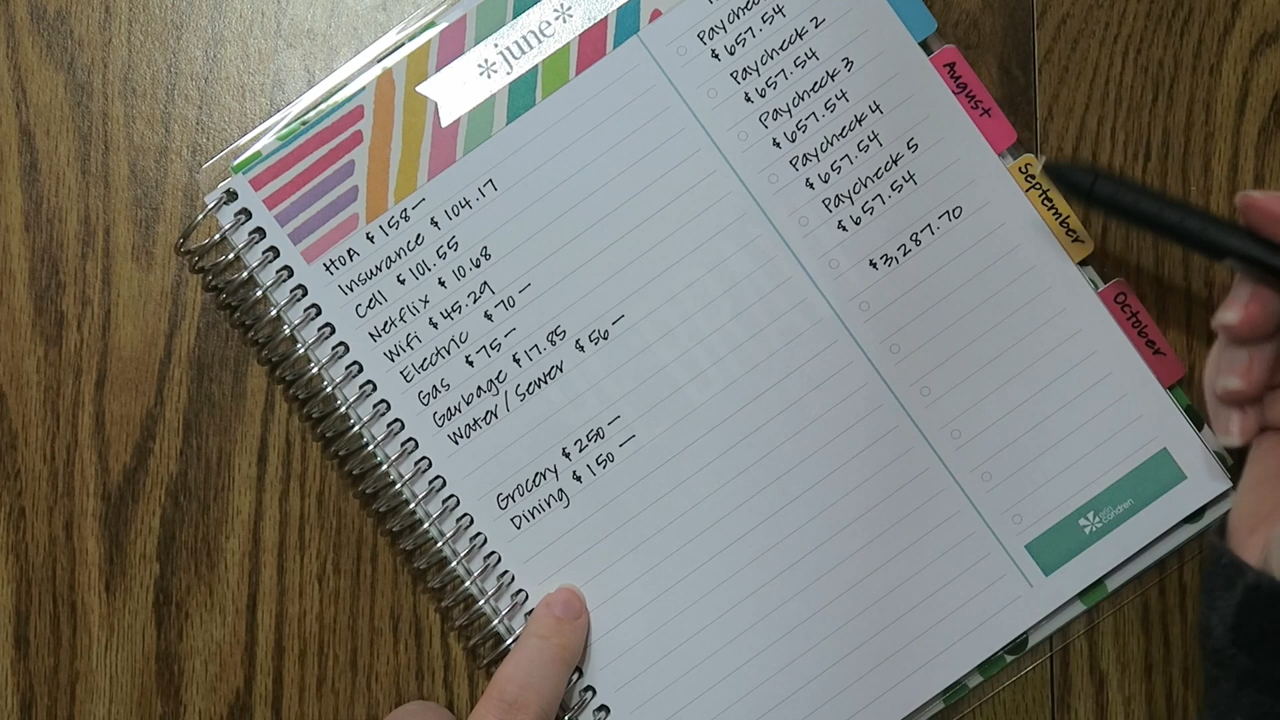 *june*
HOA $158—
Insurance $104.17
Cell $101.55
Netflix $10.68
Wifi $45.29
Electric $70—
Gas $75—
Garbage $17.85
Water/Sewer $56—
Grocery $250—
Dining $150—
$657.54
Paycheck 2
$657.54
Paycheck 3
$657.54
Paycheck 4
$657.54
Paycheck 5
$657.54
$3,287.70
August
September
October
erin condren